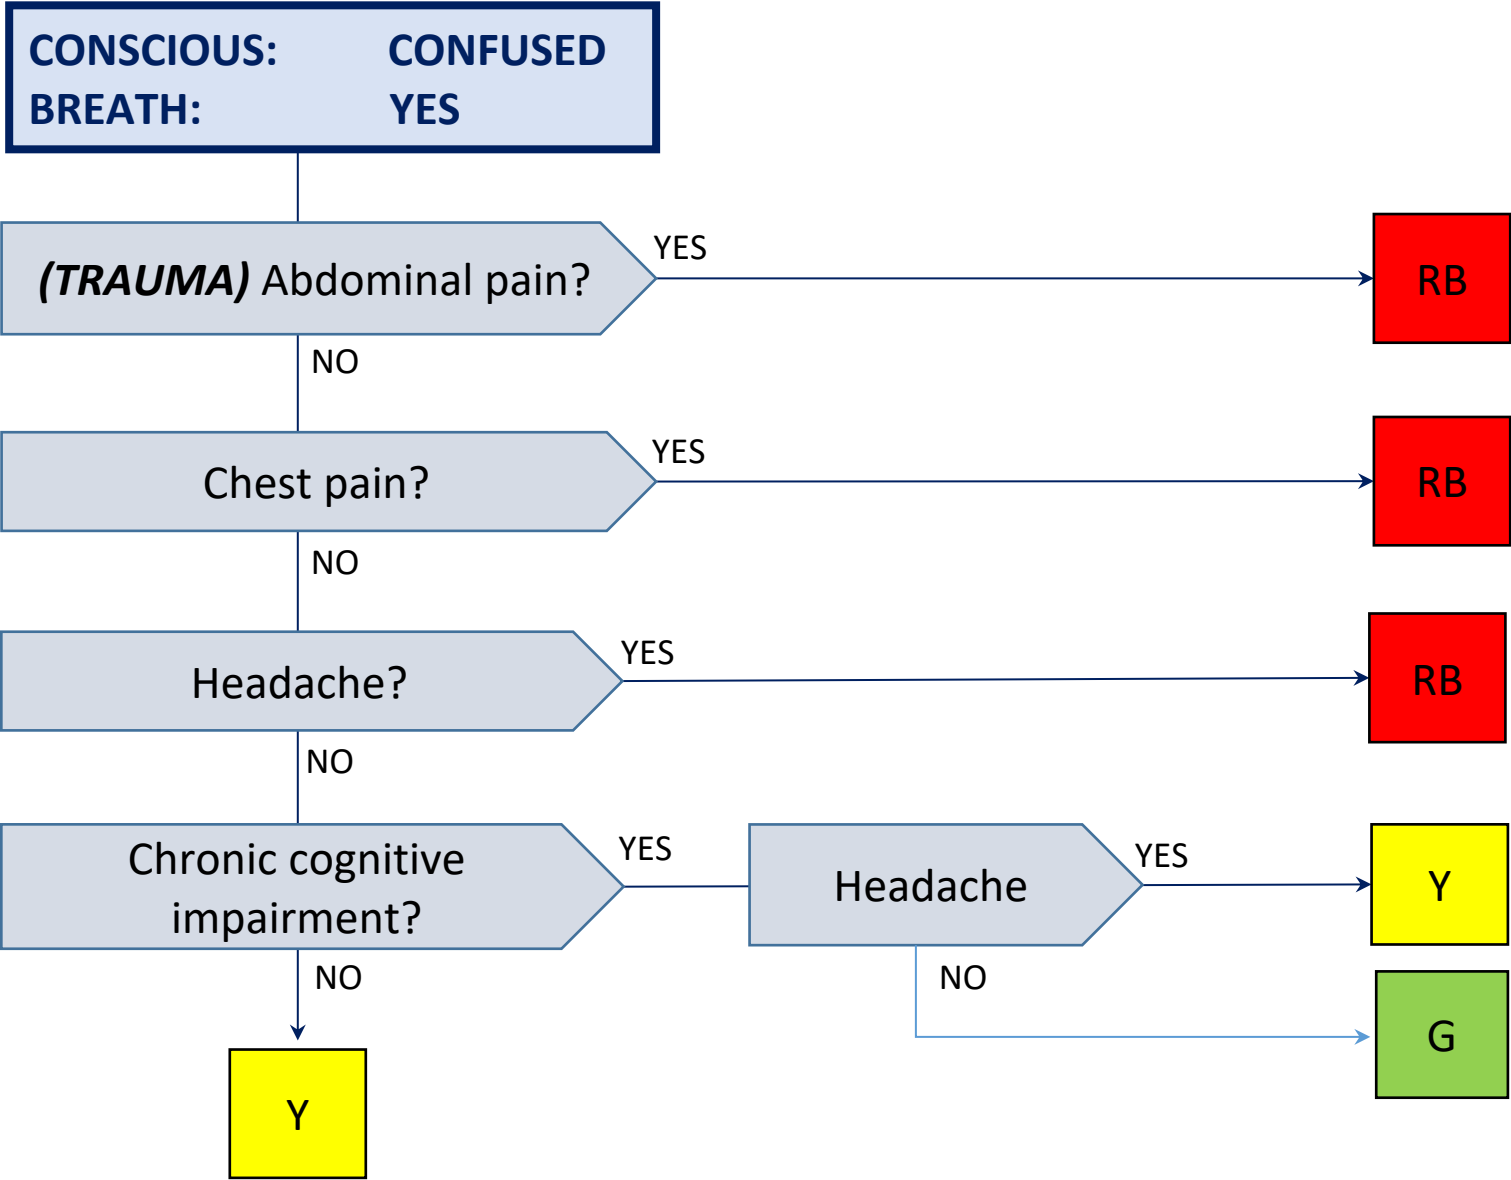 CONSCIOUS: CONFUSED
BREATH: YES
(TRAUMA) Abdominal pain?
YES
RB
NO
Chest pain?
YES
RB
NO
Headache?
YES
RB
NO
Chronic cognitive
impairment?
YES
Headache
YES
Y
NO
NO
G
Y